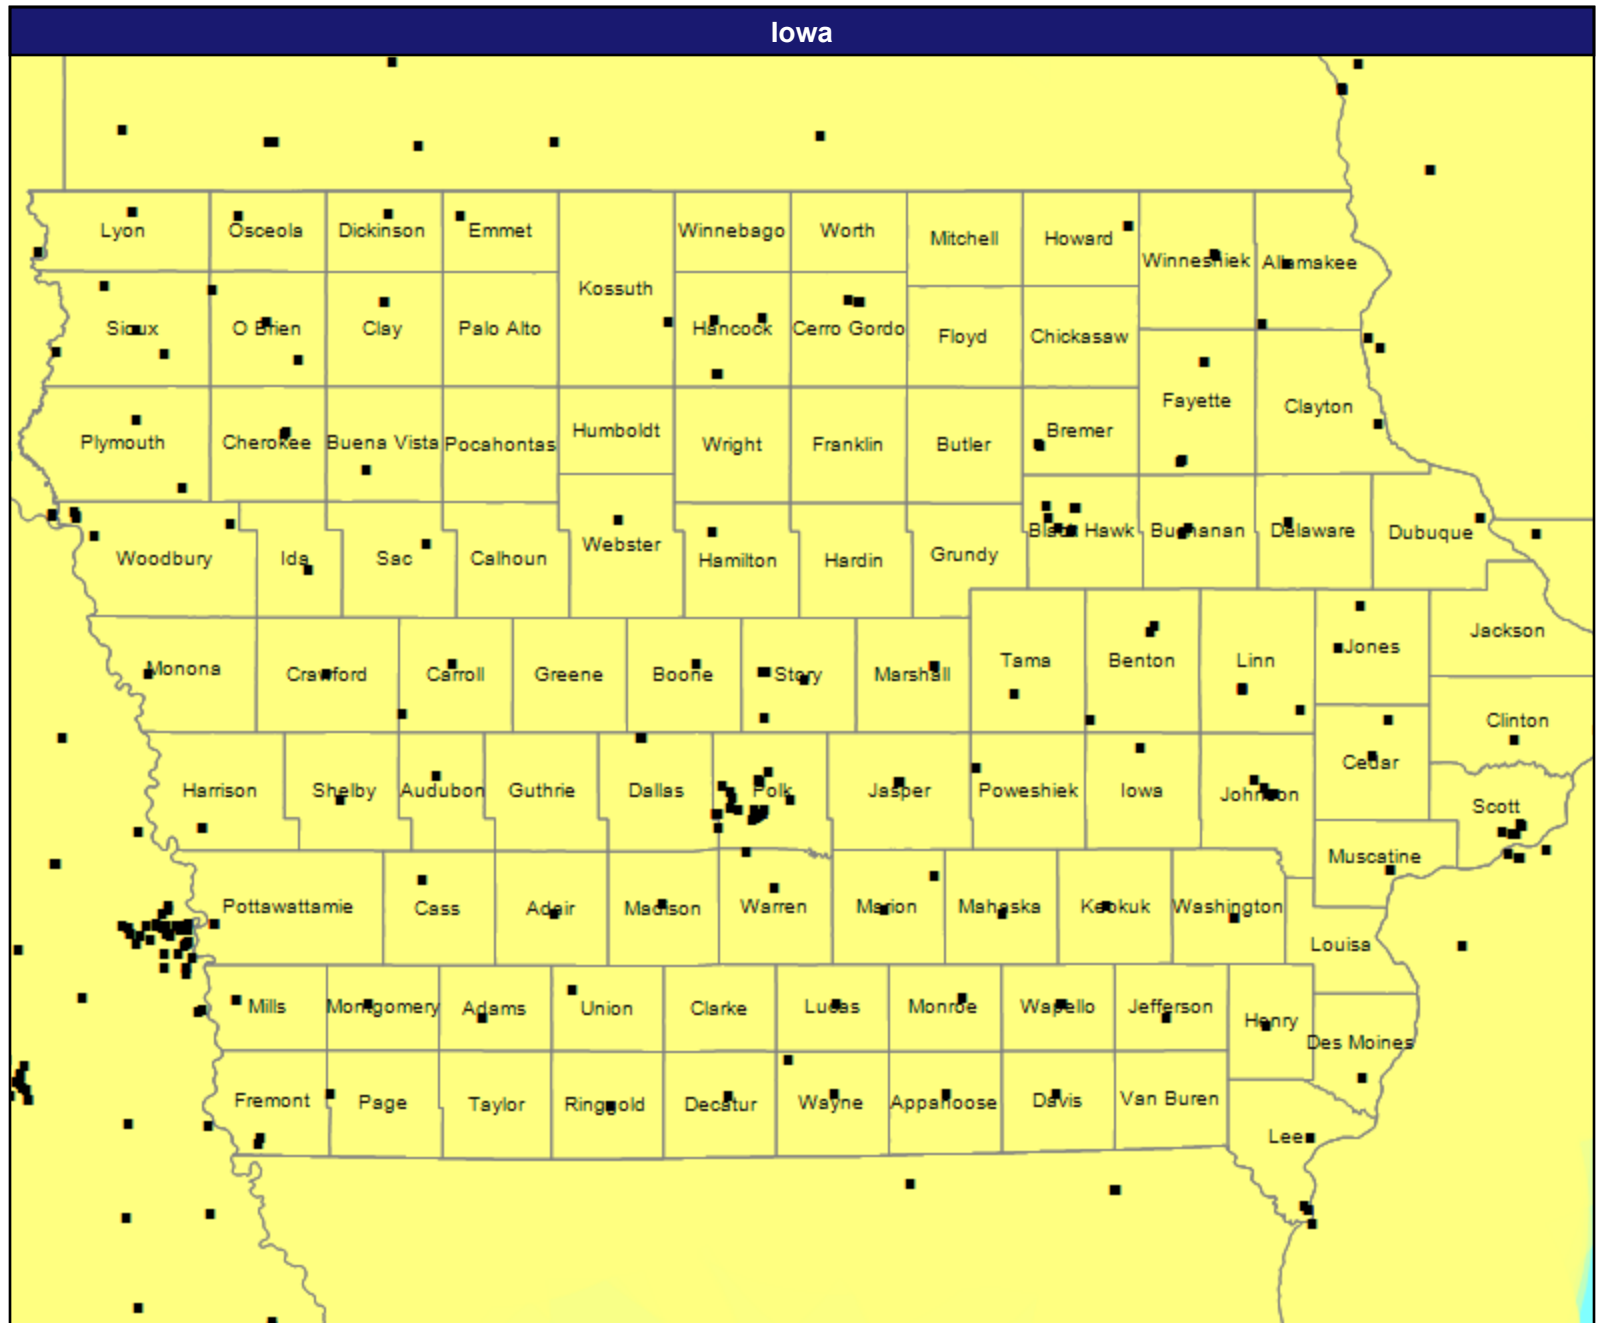 Iowa
Lyon
Osceola
Dickinson
Emmet
Winnebago
Worth
Mitchell
Howard
Winneshiek
Allamakee
Kossuth
Sioux
O Brien
Clay
Palo Alto
Hancock
Cerro Gordo
Floyd
Chickasaw
Fayette
Clayton
Plymouth
Cherokee
Buena Vista
Pocahontas
Humboldt
Wright
Franklin
Butler
Bremer
Woodbury
Ida
Sac
Calhoun
Webster
Hamilton
Hardin
Grundy
Black Hawk
Buchanan
Delaware
Dubuque
Jackson
Monona
Crawford
Carroll
Greene
Boone
Story
Marshall
Tama
Benton
Linn
Jones
Clinton
Harrison
Shelby
Audubon
Guthrie
Dallas
Polk
Jasper
Poweshiek
Iowa
Johnson
Cedar
Scott
Muscatine
Pottawattamie
Cass
Adair
Madison
Warren
Marion
Mahaska
Keokuk
Washington
Louisa
Mills
Montgomery
Adams
Union
Clarke
Lucas
Monroe
Wapello
Jefferson
Henry
Des Moines
Fremont
Page
Taylor
Ringgold
Decatur
Wayne
Appanoose
Davis
Van Buren
Lee